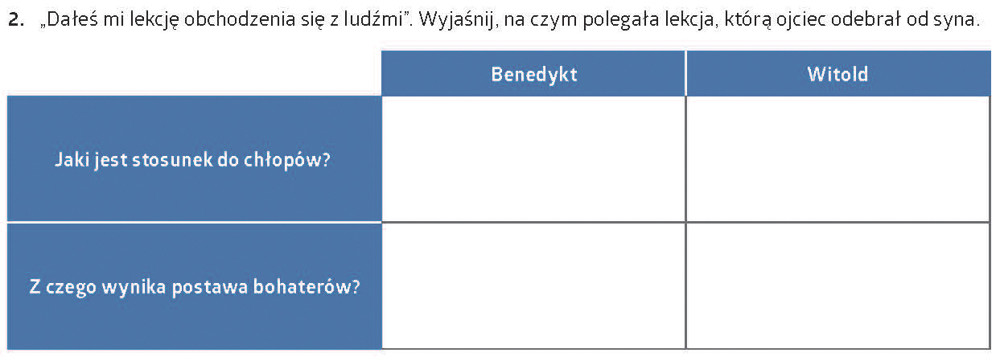 2. „Dałeś mi lekcję obchodzenia się z ludźmi”. Wyjaśnij, na czym polegała lekcja, którą ojciec odebrał od syna.
Benedykt Witold
Jaki jest stosunek do chłopów?
Z czego wynika postawa bohaterów?